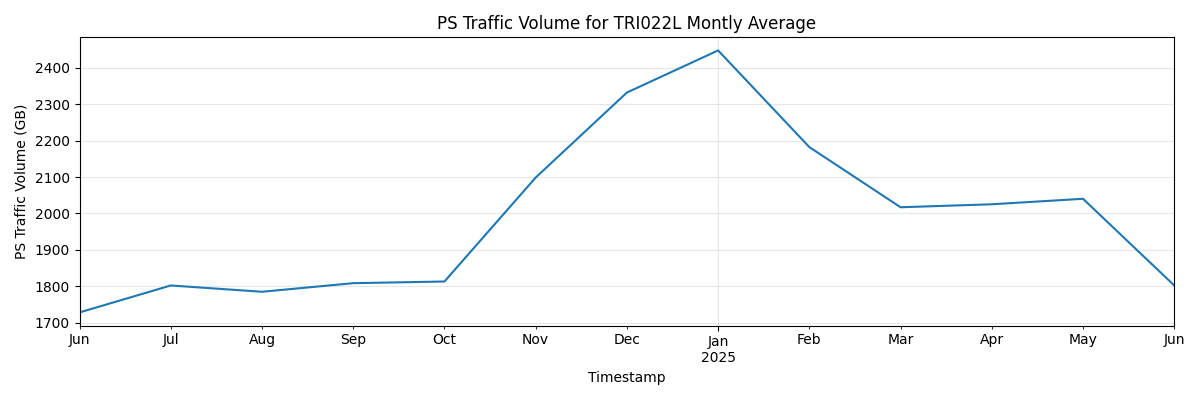 PS Traffic Volume for TRI022L Montly Average
PS Traffic Volume (GB)
2400
2300
2200
2100
2000
1900
1800
1700
Jun Jul Aug Sep Oct Nov Dec Jan Feb Mar Apr May Jun
2025
Timestamp